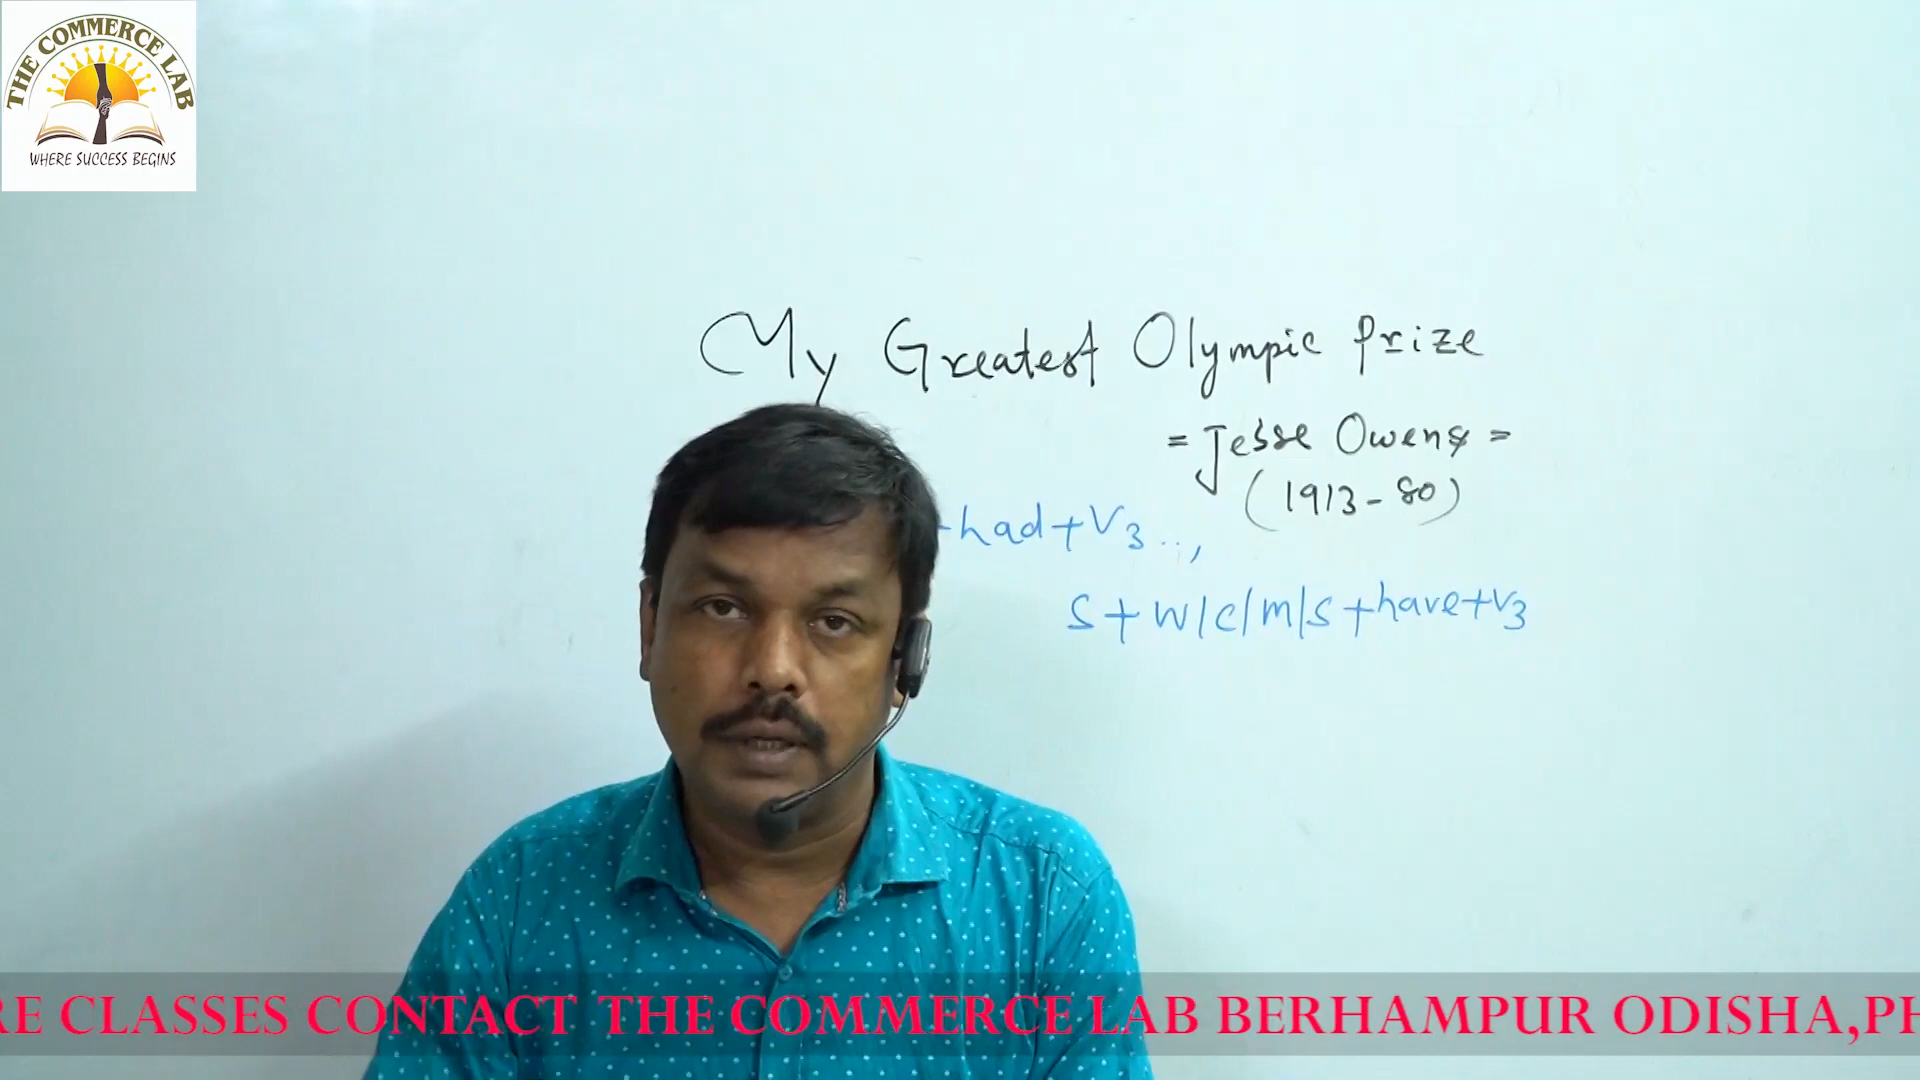 THE COMMERCE LAB
WHERE SUCCESS BEGINS
My Greatest Olympic Prize
= Jesse Owens =
(1913-80)
+had+V3..,
S+W/C/M/S+have+V3
RE CLASSES CONTACT THE COMMERCE LAB BERHAMPUR ODISHA,PH